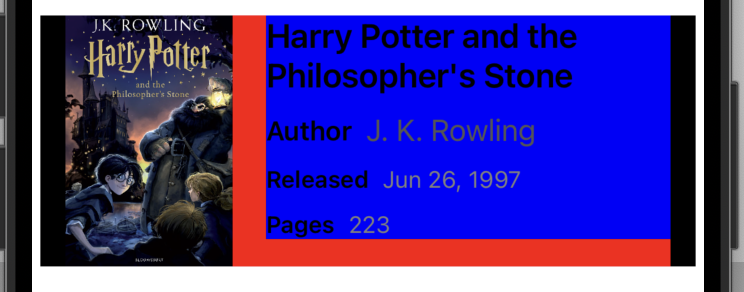 J.K. ROWLING
Harry Potter
and the
Philosopher's Stone
BLOOMSBURY
Harry Potter and the
Philosopher's Stone
Author J. K. Rowling
Released Jun 26, 1997
Pages 223